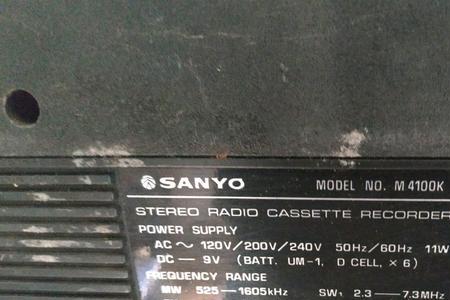 SANYO MODEL NO. M 4100K
STEREO RADIO CASSETTE RECORDER
POWER SUPPLY
AC ~ 120V/200V/240V 50Hz/60Hz 11W
DC — 9V (BATT. UM-1, D CELL, × 6)
FREQUENCY RANGE
MW 525—1605kHz SW1 2.3—7.3MHz